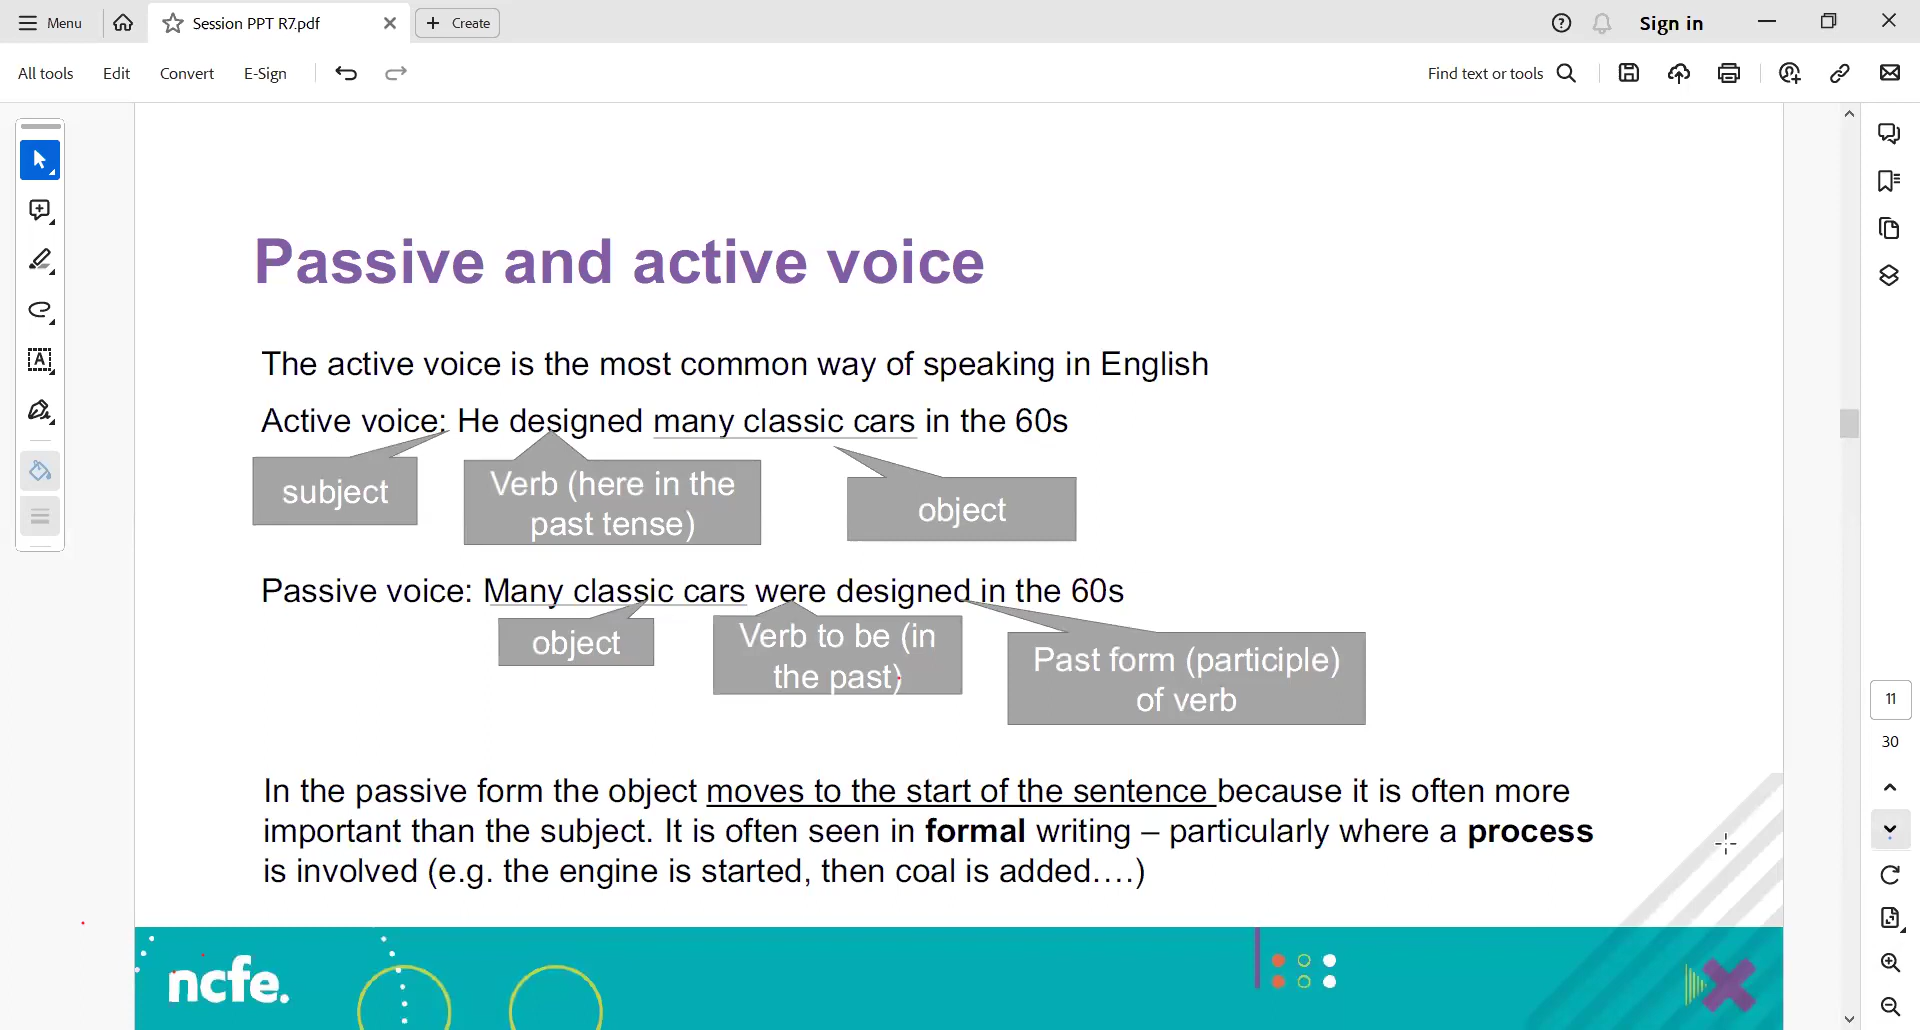 Menu
Session PPT R7.pdf
Create
Sign in
All tools
Edit
Convert
E-Sign
Find text or tools
Passive and active voice
The active voice is the most common way of speaking in English
Active voice: He designed many classic cars in the 60s
subject
Verb (here in the
past tense)
object
Passive voice: Many classic cars were designed in the 60s
object
Verb to be (in
the past)
Past form (participle)
of verb
In the passive form the object moves to the start of the sentence because it is often more
important than the subject. It is often seen in formal writing – particularly where a process
is involved (e.g. the engine is started, then coal is added....)
11
30
ncfe.